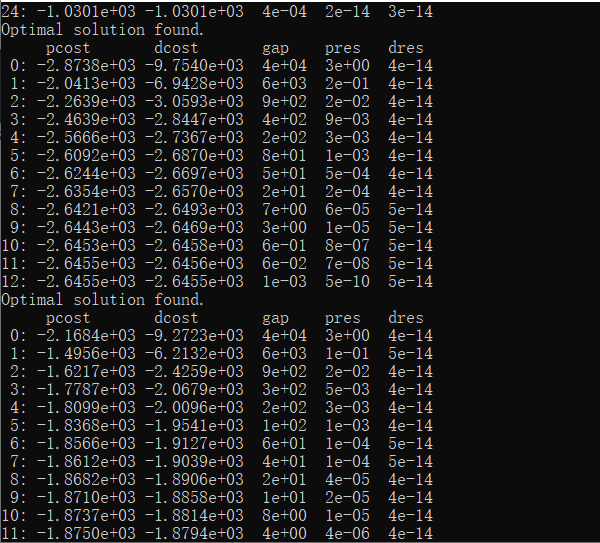 24: -1.0301e+03 -1.0301e+03 4e-04 2e-14 3e-14
Optimal solution found.
pcost dcost gap pres dres
0: -2.8738e+03 -9.7540e+03 4e+04 3e+00 4e-14
1: -2.0413e+03 -6.9428e+03 6e+03 2e-01 4e-14
2: -2.2639e+03 -3.0593e+03 9e+02 2e-02 4e-14
3: -2.4639e+03 -2.8447e+03 4e+02 9e-03 4e-14
4: -2.5666e+03 -2.7367e+03 2e+02 3e-03 4e-14
5: -2.6092e+03 -2.6870e+03 8e+01 1e-03 4e-14
6: -2.6244e+03 -2.6697e+03 5e+01 5e-04 4e-14
7: -2.6354e+03 -2.6570e+03 2e+01 2e-04 4e-14
8: -2.6421e+03 -2.6493e+03 7e+00 6e-05 5e-14
9: -2.6443e+03 -2.6469e+03 3e+00 1e-05 5e-14
10: -2.6453e+03 -2.6458e+03 6e-01 8e-07 5e-14
11: -2.6455e+03 -2.6456e+03 6e-02 7e-08 5e-14
12: -2.6455e+03 -2.6455e+03 1e-03 5e-10 5e-14
Optimal solution found.
pcost dcost gap pres dres
0: -2.1684e+03 -9.2723e+03 4e+04 3e+00 4e-14
1: -1.4956e+03 -6.2132e+03 6e+03 1e-01 5e-14
2: -1.6217e+03 -2.4259e+03 9e+02 2e-02 4e-14
3: -1.7787e+03 -2.0679e+03 3e+02 5e-03 4e-14
4: -1.8099e+03 -2.0096e+03 2e+02 3e-03 4e-14
5: -1.8368e+03 -1.9541e+03 1e+02 1e-03 4e-14
6: -1.8566e+03 -1.9127e+03 6e+01 1e-04 5e-14
7: -1.8612e+03 -1.9039e+03 4e+01 1e-04 5e-14
8: -1.8682e+03 -1.8906e+03 2e+01 4e-05 4e-14
9: -1.8710e+03 -1.8858e+03 1e+01 2e-05 4e-14
10: -1.8737e+03 -1.8814e+03 8e+00 1e-05 4e-14
11: -1.8750e+03 -1.8794e+03 4e+00 4e-06 4e-14